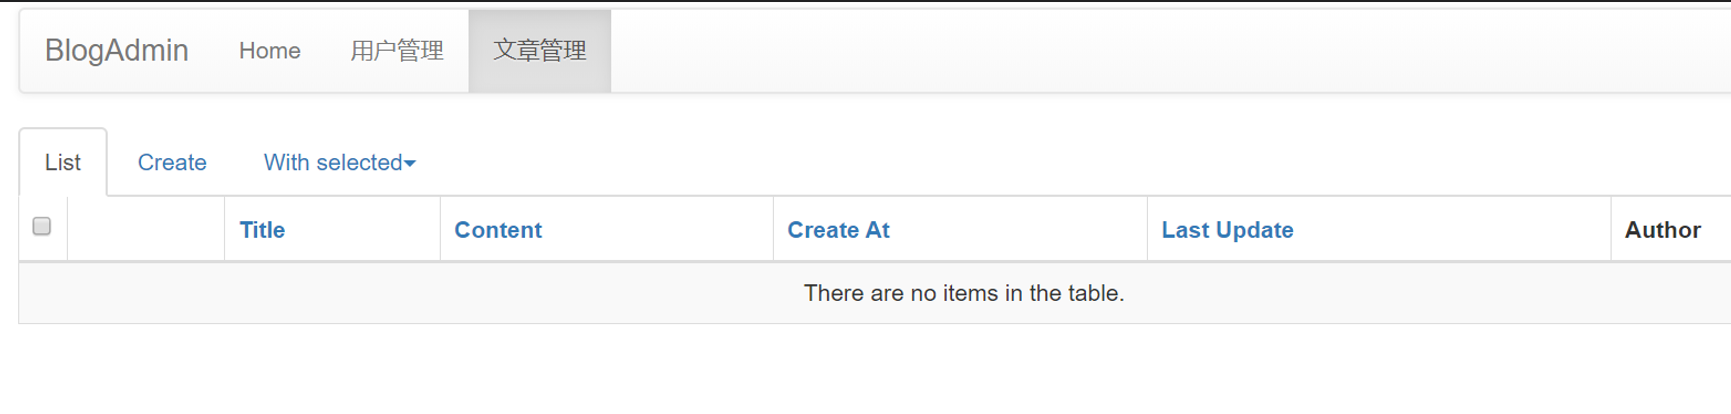 BlogAdmin Home 用户管理 文章管理
List Create With selected
Title Content Create At Last Update Author
There are no items in the table.